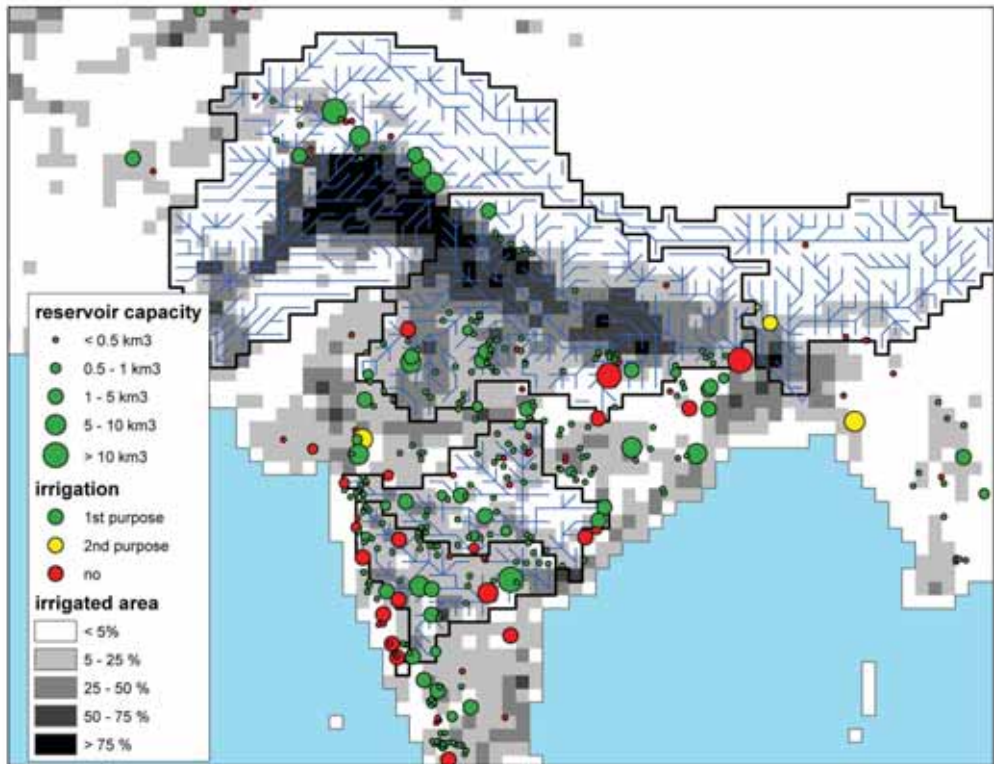 reservoir capacity
< 0.5 km3
0.5 - 1 km3
1 - 5 km3
5 - 10 km3
> 10 km3
irrigation
1st purpose
2nd purpose
no
irrigated area
< 5%
5 - 25 %
25 - 50 %
50 - 75 %
> 75 %